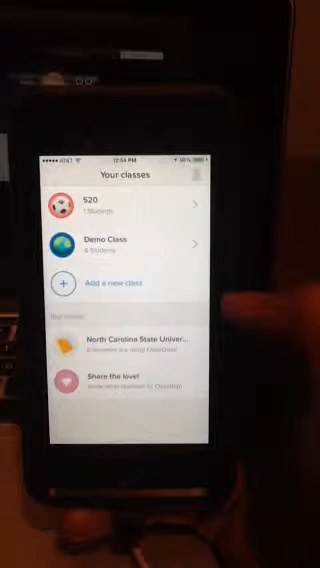 AT&T 12:54 PM
Your classes
520
1 Students
Demo Class
6 Students
Add a new class
North Carolina State Univer...
Share the love!